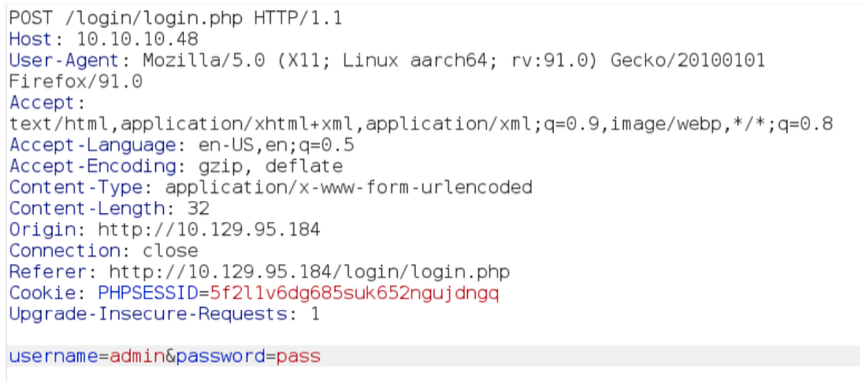 POST /login/login.php HTTP/1.1
Host: 10.10.10.48
User-Agent: Mozilla/5.0 (X11; Linux aarch64; rv:91.0) Gecko/20100101
Firefox/91.0
Accept:
text/html,application/xhtml+xml,application/xml;q=0.9,image/webp,*/*;q=0.8
Accept-Language: en-US,en;q=0.5
Accept-Encoding: gzip, deflate
Content-Type: application/x-www-form-urlencoded
Content-Length: 32
Origin: http://10.129.95.184
Connection: close
Referer: http://10.129.95.184/login/login.php
Cookie: PHPSESSID=5f2l1v6dg685suk652ngujdngq
Upgrade-Insecure-Requests: 1
username=admin&password=pass